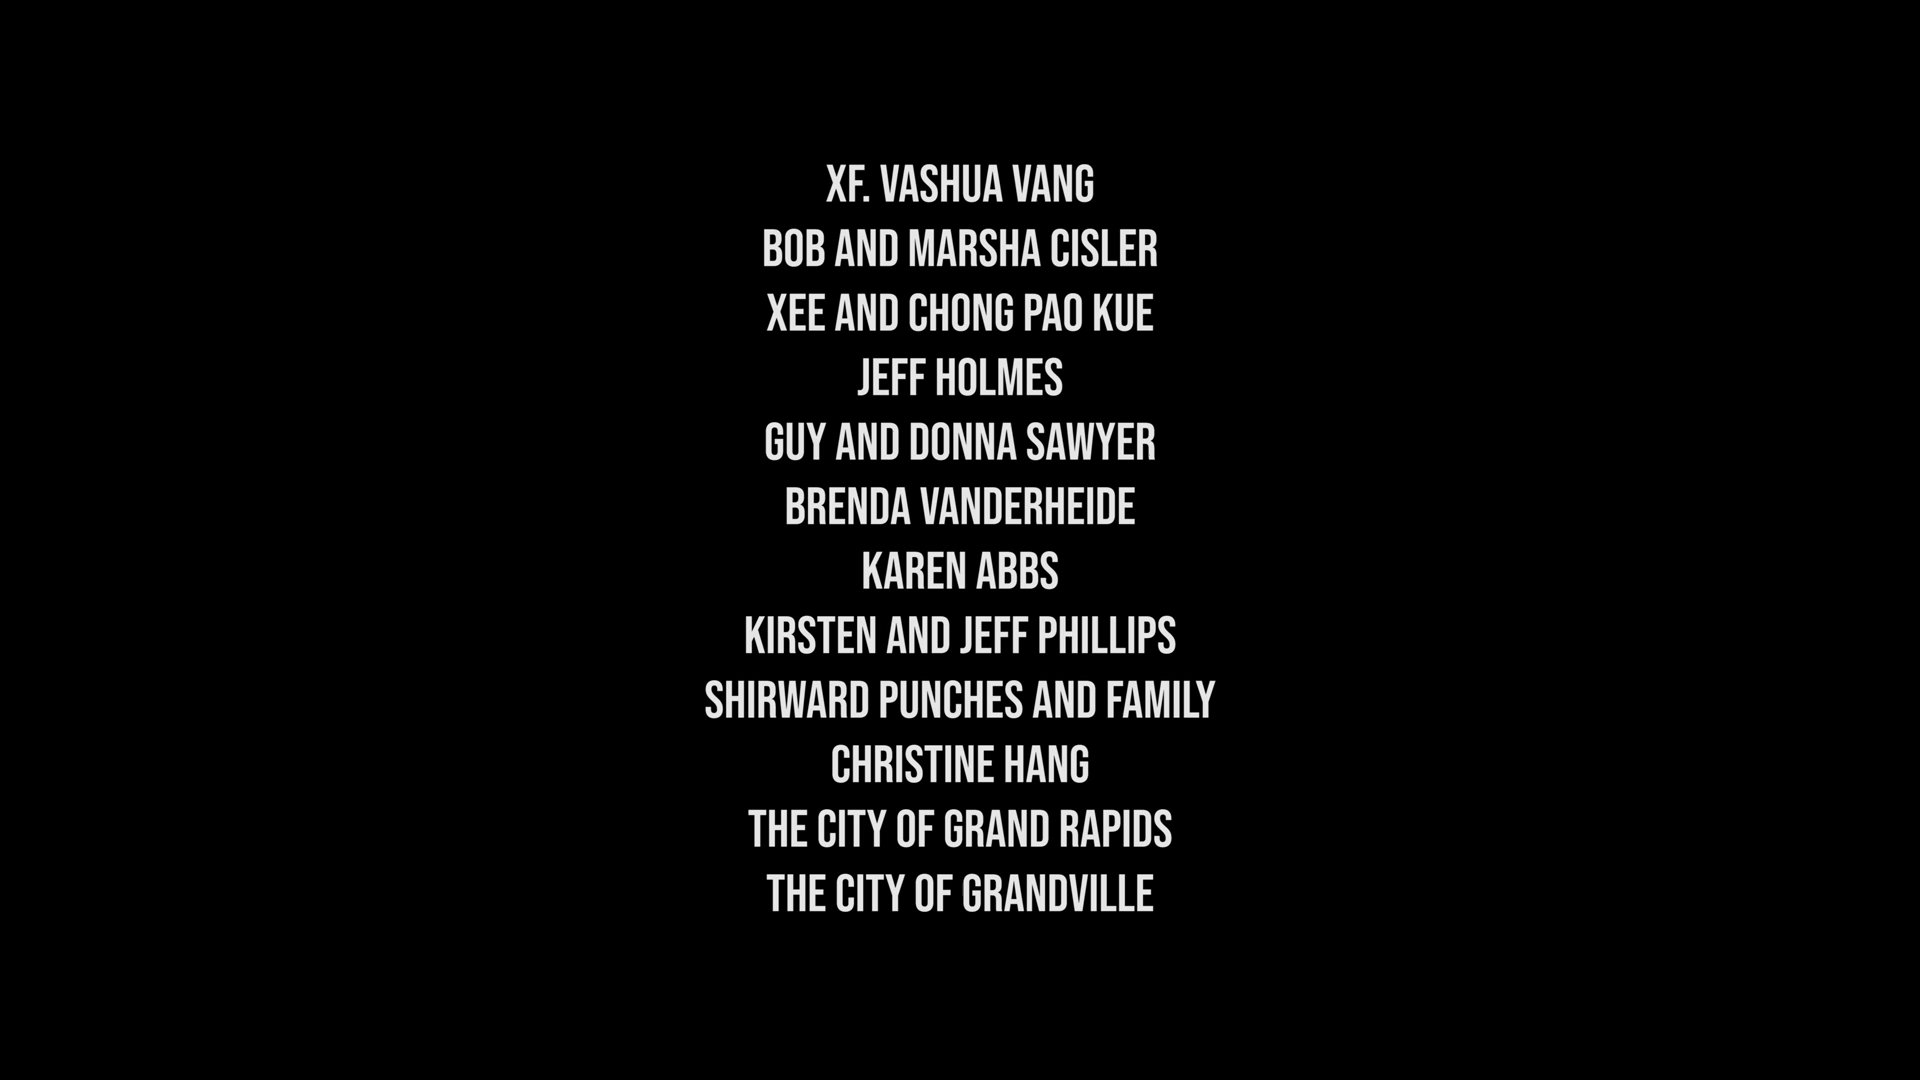 XF. VASHUA VANG
BOB AND MARSHA CISLER
XEE AND CHONG PAO KUE
JEFF HOLMES
GUY AND DONNA SAWYER
BRENDA VANDERHEIDE
KAREN ABBS
KIRSTEN AND JEFF PHILLIPS
SHIRWARD PUNCHES AND FAMILY
CHRISTINE HANG
THE CITY OF GRAND RAPIDS
THE CITY OF GRANDVILLE